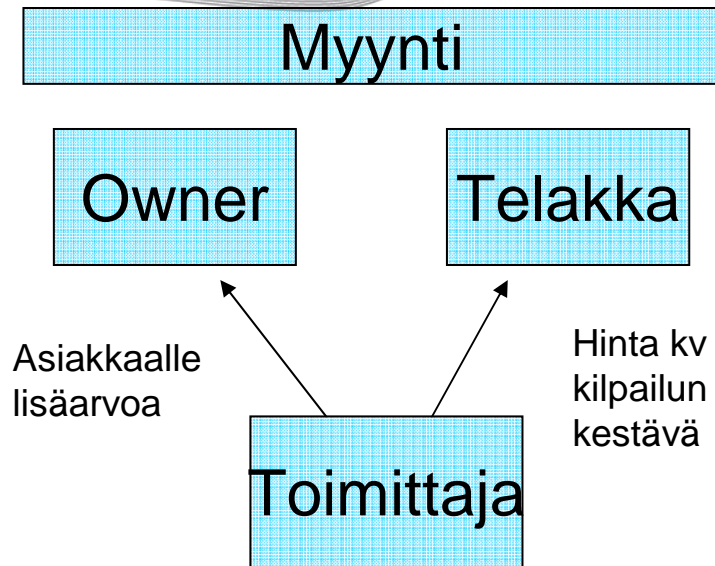 Myynti
Owner
Telakka
Asiakkaalle
lisäarvoa
Hinta kv
kilpailun
kestävä
Toimittaja